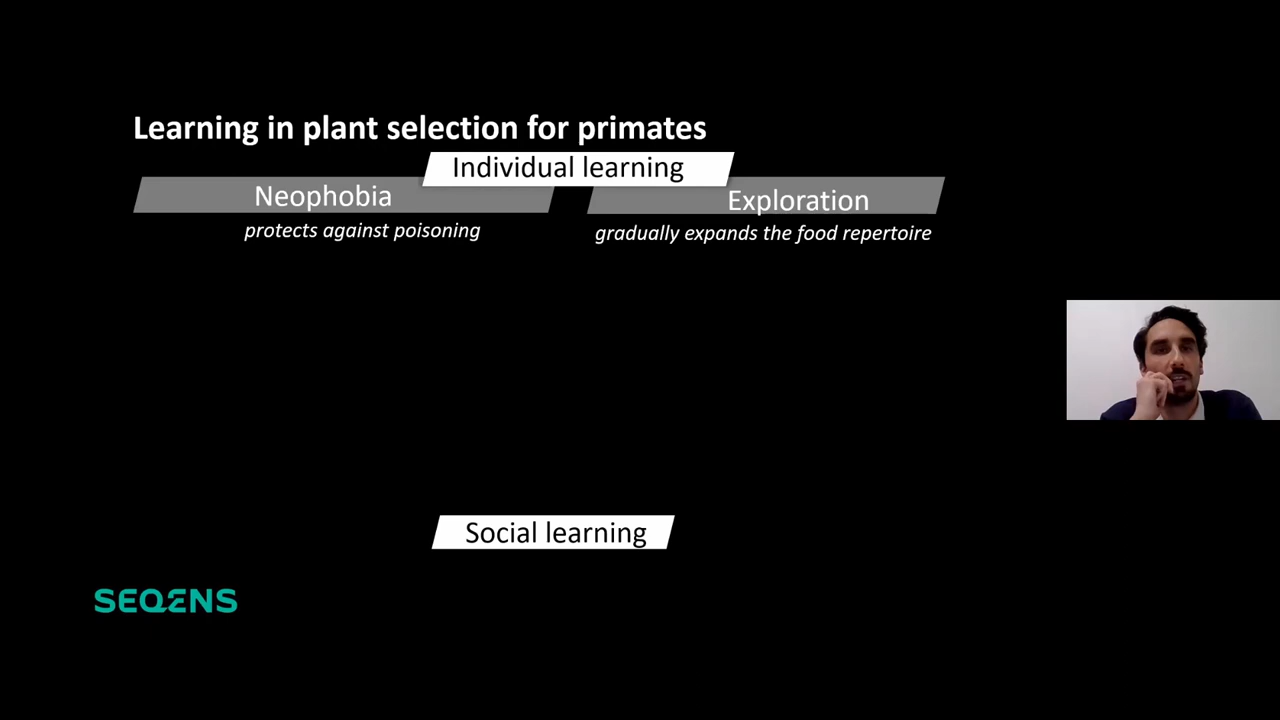 Learning in plant selection for primates
Individual learning
Neophobia
Exploration
protects against poisoning
gradually expands the food repertoire
Social learning
SEQENS